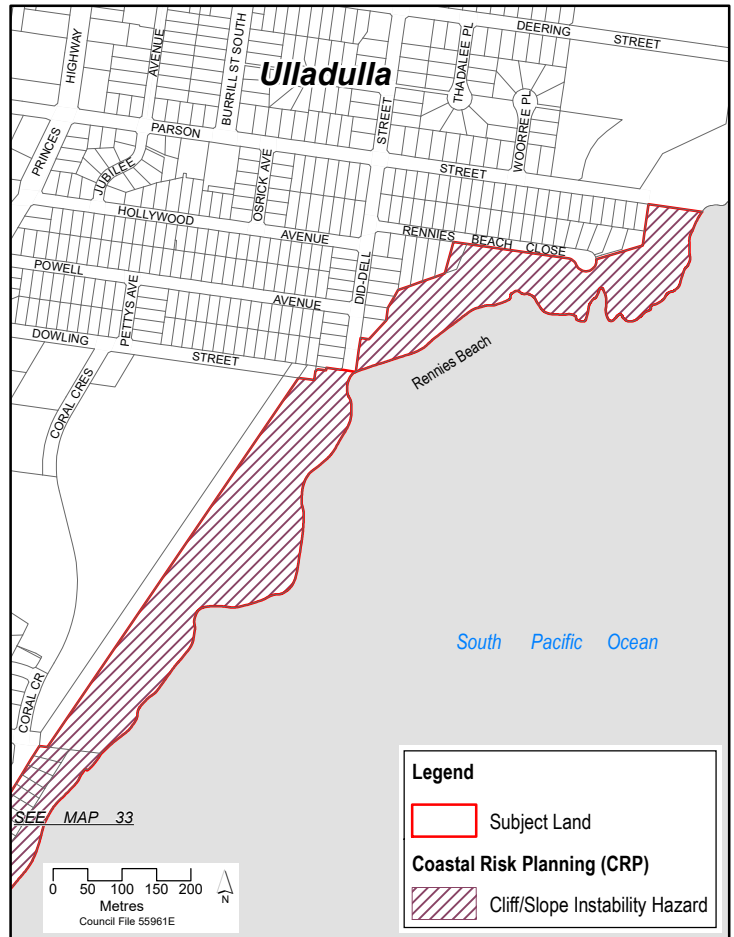 DEERING
STREET
HIGHWAY
AVENUE
BURRILL ST SOUTH
Ulladulla
THADALEE PL
WOORREE PL
STREET
PARSON
STREET
PRINCES
JUBILEE
OSRICK AVE
HOLLYWOOD
AVENUE
RENNIES BEACH CLOSE
POWELL
AVENUE
DID-DELL
PETTYS AVE
DOWLING
STREET
Rennies Beach
CORAL CRES
South Pacific Ocean
CORAL CR
SEE MAP 33
Legend
Subject Land
Coastal Risk Planning (CRP)
Cliff/Slope Instability Hazard
0 50 100 150 200
Metres
Council File 55961E
N